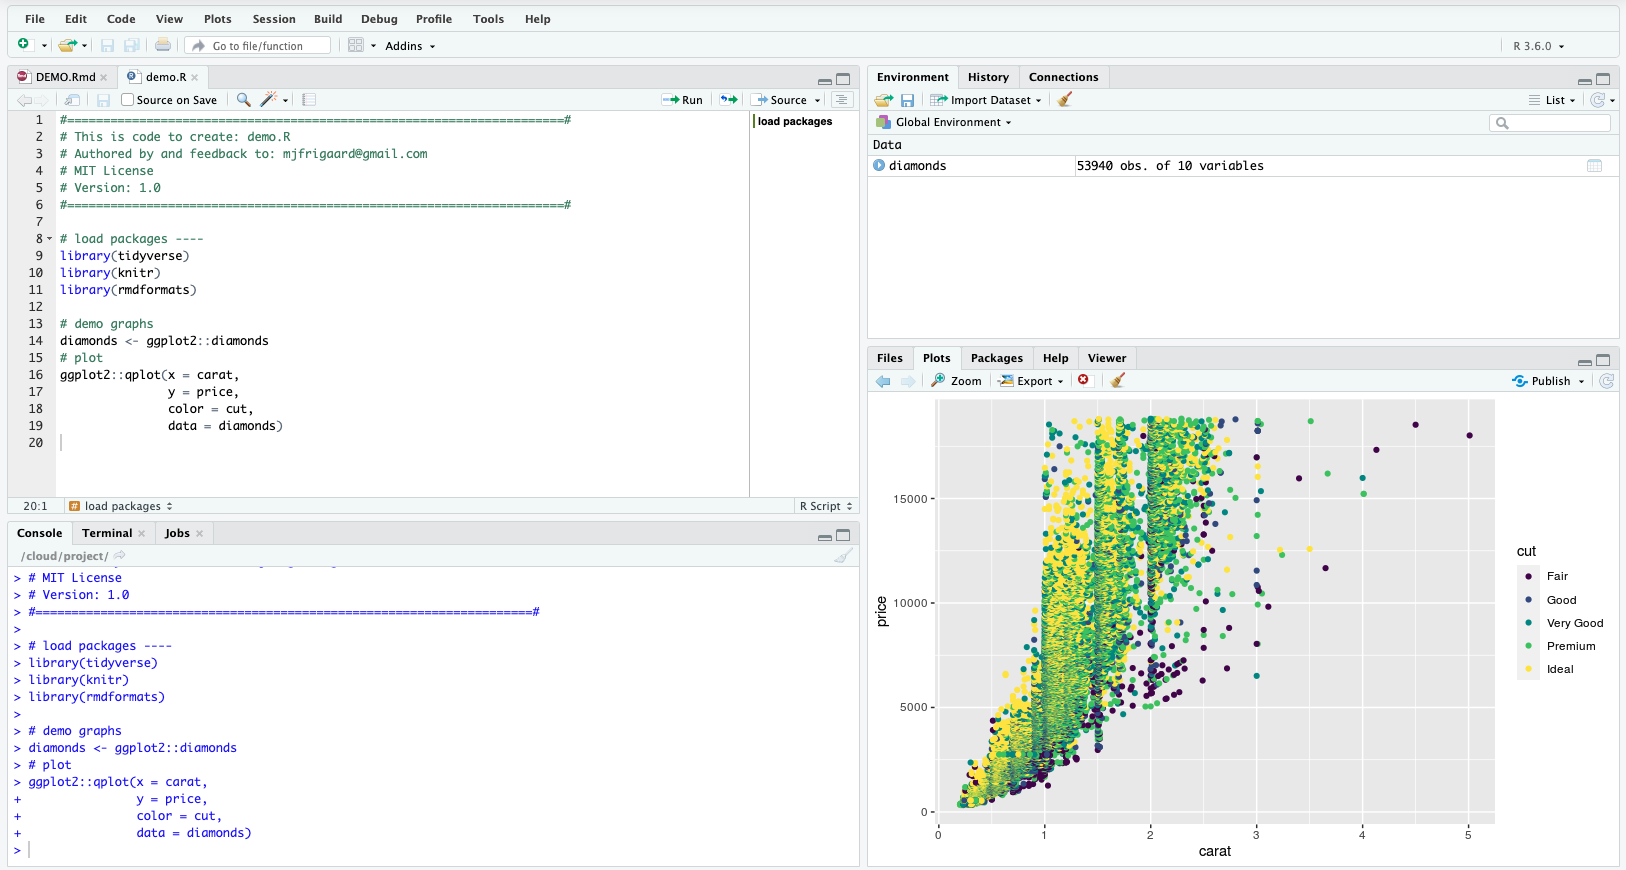 File Edit Code View Plots Session Build Debug Profile Tools Help
Go to file/function Addins R 3.6.0
DEMO.Rmd demo.R
Source on Save Run Source
1 #=====================================================================#
2 # This is code to create: demo.R
3 # Authored by and feedback to: mjfrigaard@gmail.com
4 # MIT License
5 # Version: 1.0
6 #=====================================================================#
7
8 # load packages ----
9 library(tidyverse)
10 library(knitr)
11 library(rmdformats)
12
13 # demo graphs
14 diamonds <- ggplot2::diamonds
15 # plot
16 ggplot2::qplot(x = carat,
17 y = price,
18 color = cut,
19 data = diamonds)
20
load packages
20:1 # load packages R Script
Console Terminal Jobs
/cloud/project/
> # MIT License
> # Version: 1.0
> #=====================================================================#
>
> # load packages ----
> library(tidyverse)
> library(knitr)
> library(rmdformats)
>
> # demo graphs
> diamonds <- ggplot2::diamonds
> # plot
> ggplot2::qplot(x = carat,
+ y = price,
+ color = cut,
+ data = diamonds)
>
Environment History Connections
Import Dataset List
Global Environment
Data
diamonds 53940 obs. of 10 variables
Files Plots Packages Help Viewer
Zoom Export Publish
price
15000
10000
5000
0
0 1 2 3 4 5
carat
cut
Fair
Good
Very Good
Premium
Ideal